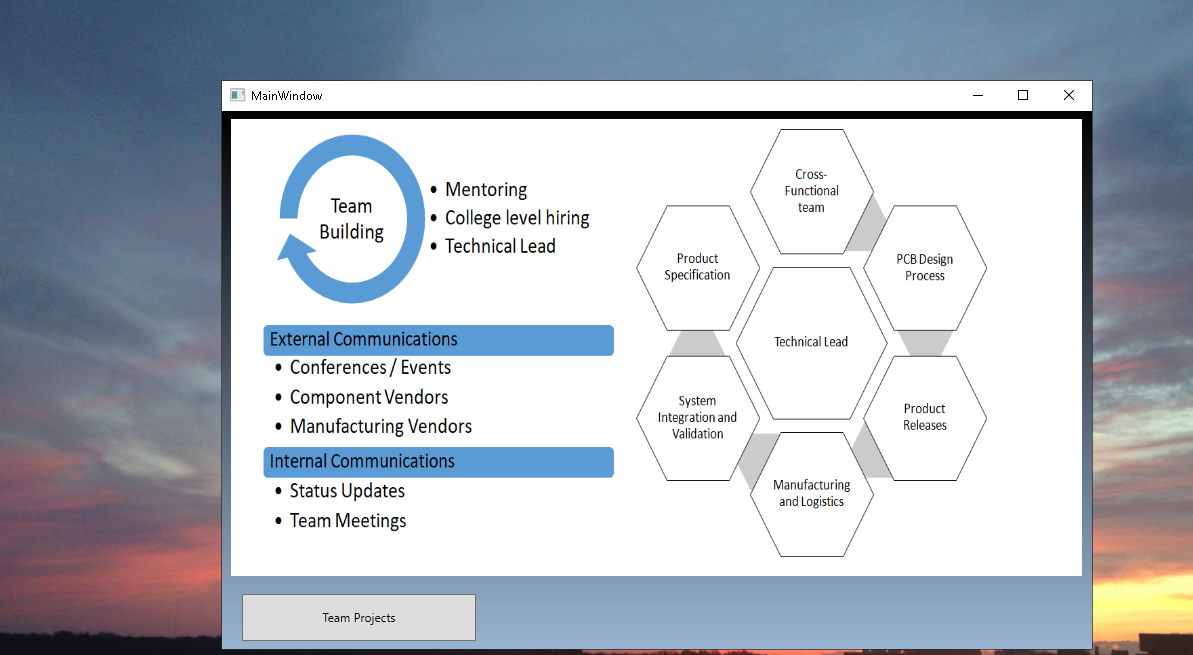 MainWindow
Team
Building
• Mentoring
• College level hiring
• Technical Lead
External Communications
• Conferences / Events
• Component Vendors
• Manufacturing Vendors
Internal Communications
• Status Updates
• Team Meetings
Cross-
Functional
team
PCB Design
Process
Product
Releases
Manufacturing
and Logistics
System
Integration and
Validation
Product
Specification
Technical Lead
Team Projects